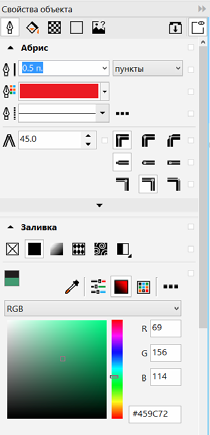 Свойства объекта
Абрис
0.5 п.
пункты
45.0
Заливка
RGB
R 69
G 156
B 114
#459C72